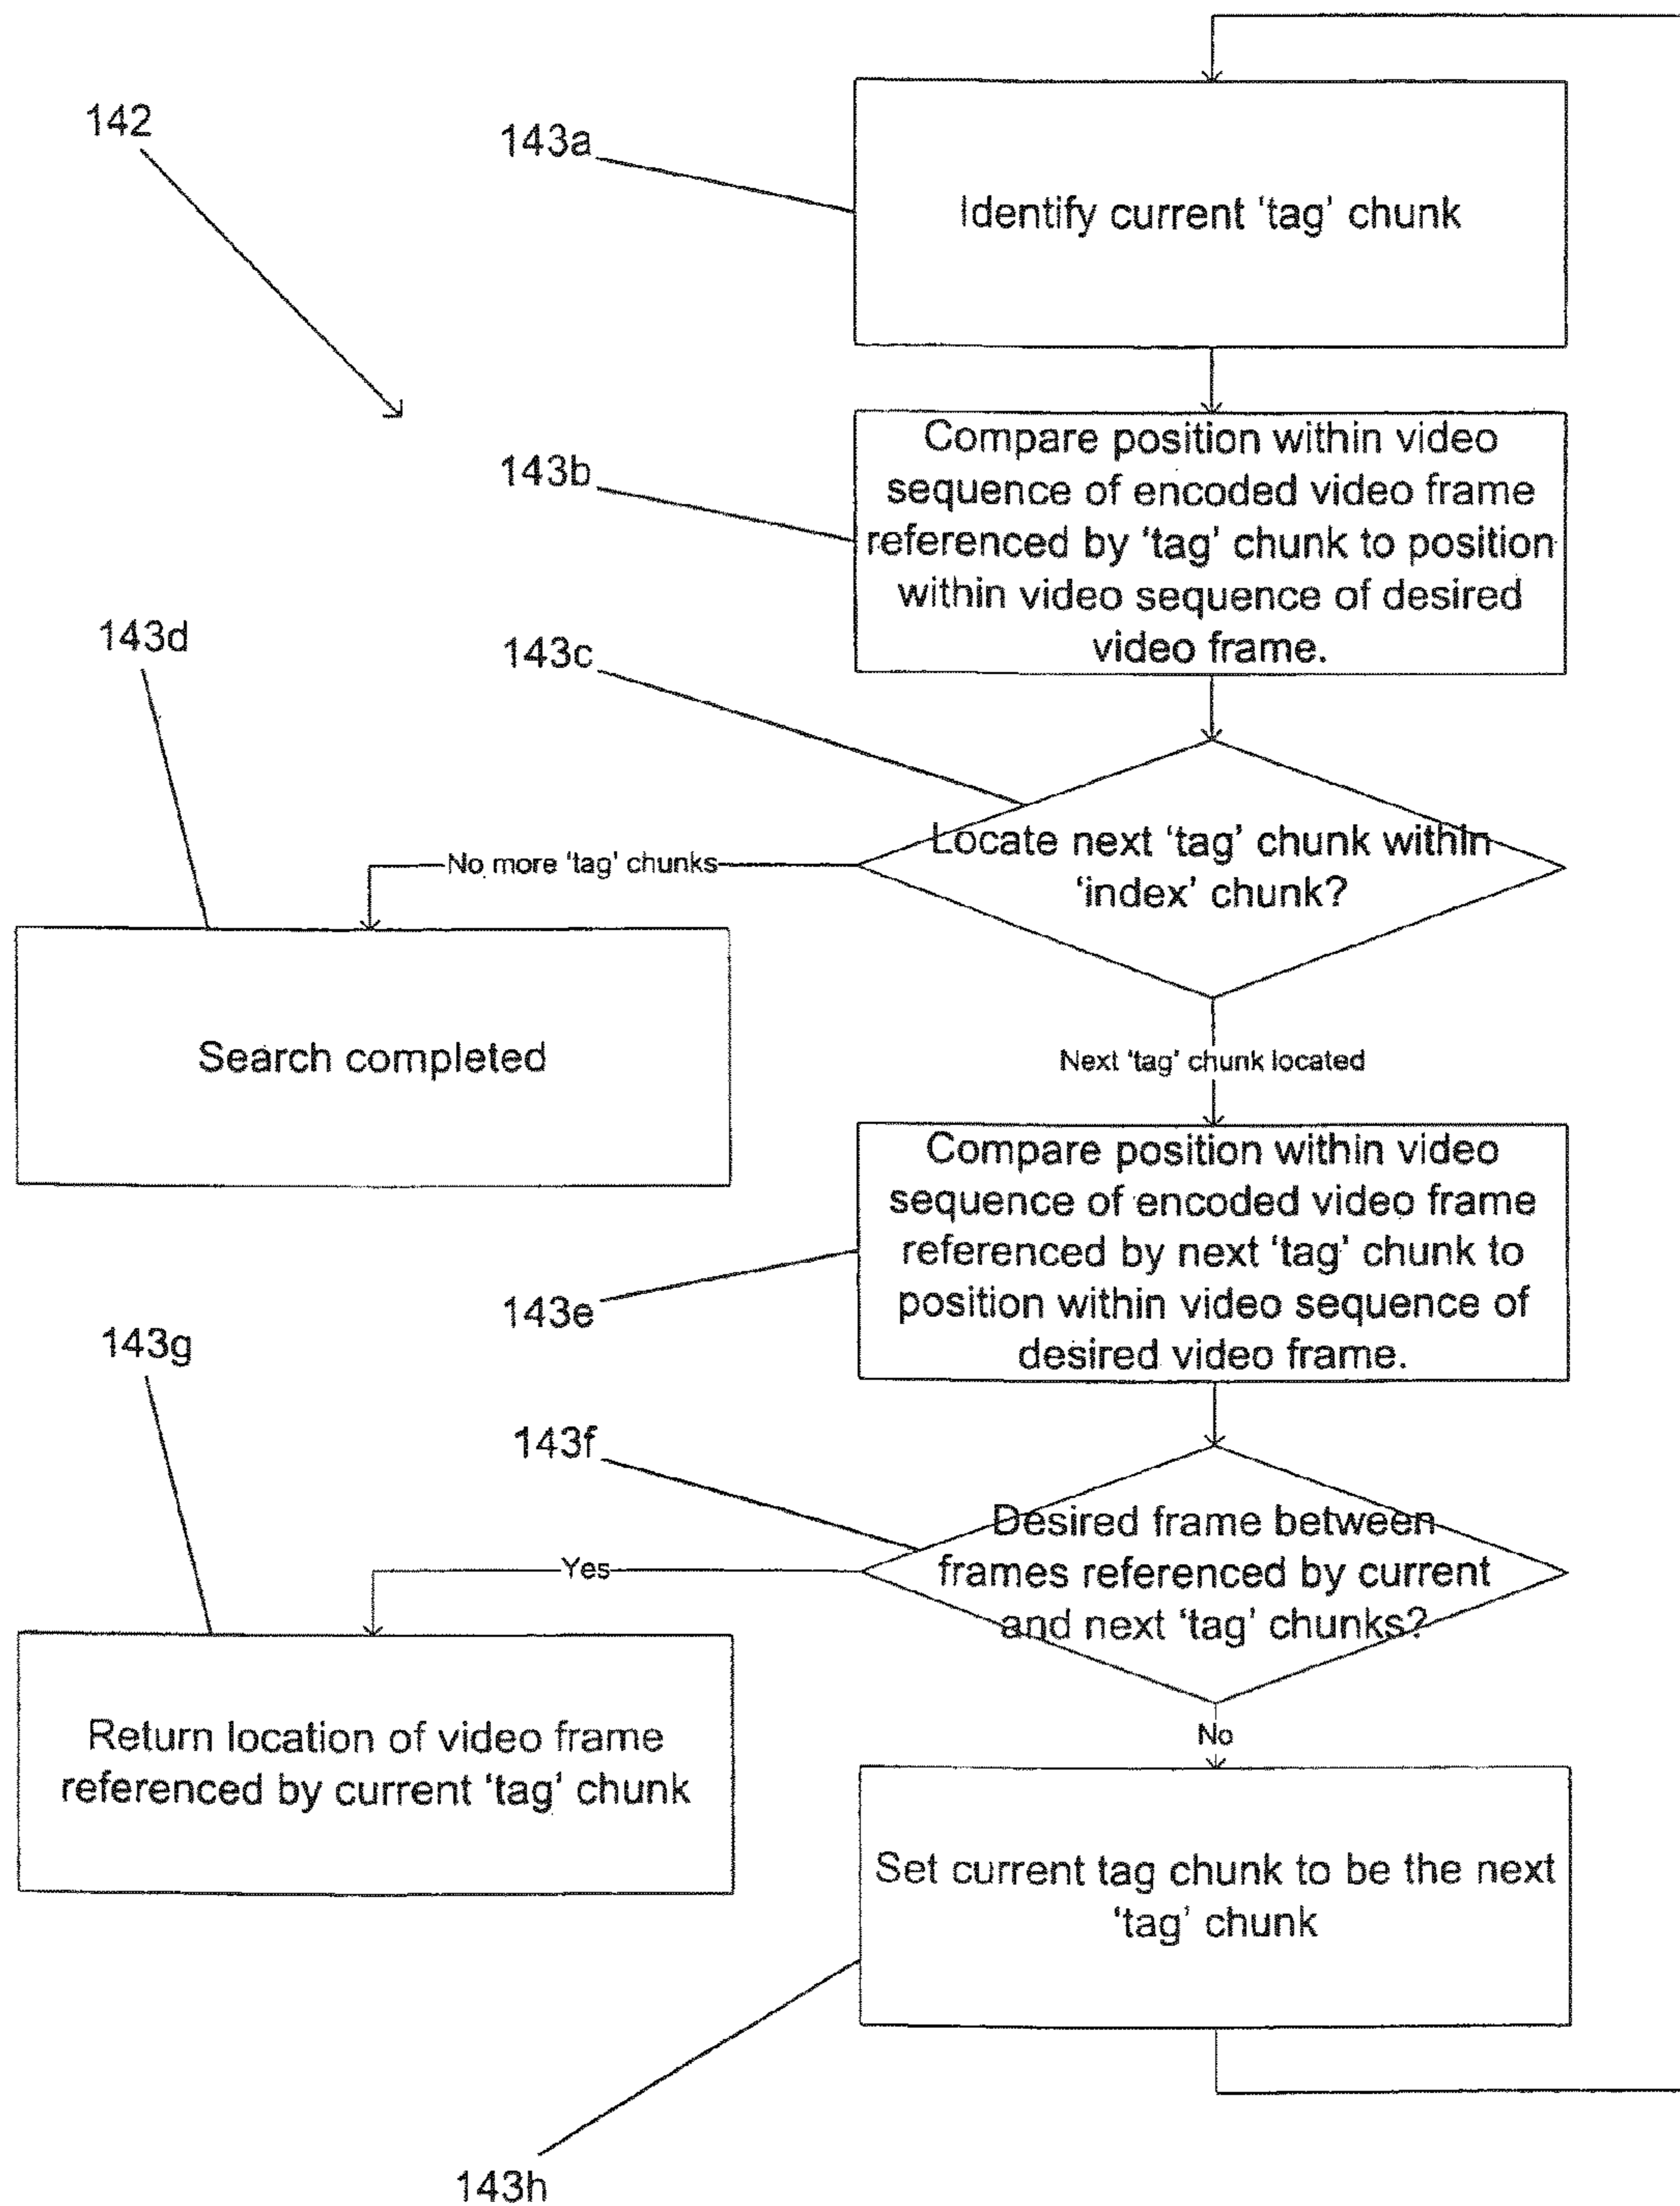 142
143a
Identify current ‘tag’ chunk
143b
Compare position within video
sequence of encoded video frame
referenced by ‘tag’ chunk to position
within video sequence of desired
video frame.
143d
143c
Locate next ‘tag’ chunk within
‘index’ chunk?
No more ‘tag’ chunks
Search completed
Next ‘tag’ chunk located
Compare position within video
sequence of encoded video frame
referenced by next ‘tag’ chunk to
position within video sequence of
desired video frame.
143e
143g
143f
Desired frame between
frames referenced by current
and next ‘tag’ chunks?
Yes
Return location of video frame
referenced by current ‘tag’ chunk
No
Set current tag chunk to be the next
‘tag’ chunk
143h